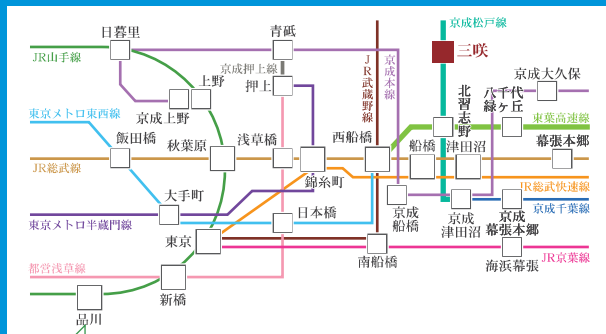 京成松戸線
日暮里
青砥
三咲
JR山手線
京成押上線
京成本線
JR武蔵野線
京成大久保
上野
押上
北習志野
八千代緑ヶ丘
東京メトロ東西線
京成上野
東葉高速線
飯田橋
秋葉原
浅草橋
西船橋
船橋
津田沼
幕張本郷
JR総武線
錦糸町
JR総武快速線
大手町
日本橋
京成船橋
京成津田沼
京成幕張本郷
京成千葉線
東京メトロ半蔵門線
東京
南船橋
海浜幕張
JR京葉線
都営浅草線
新橋
品川